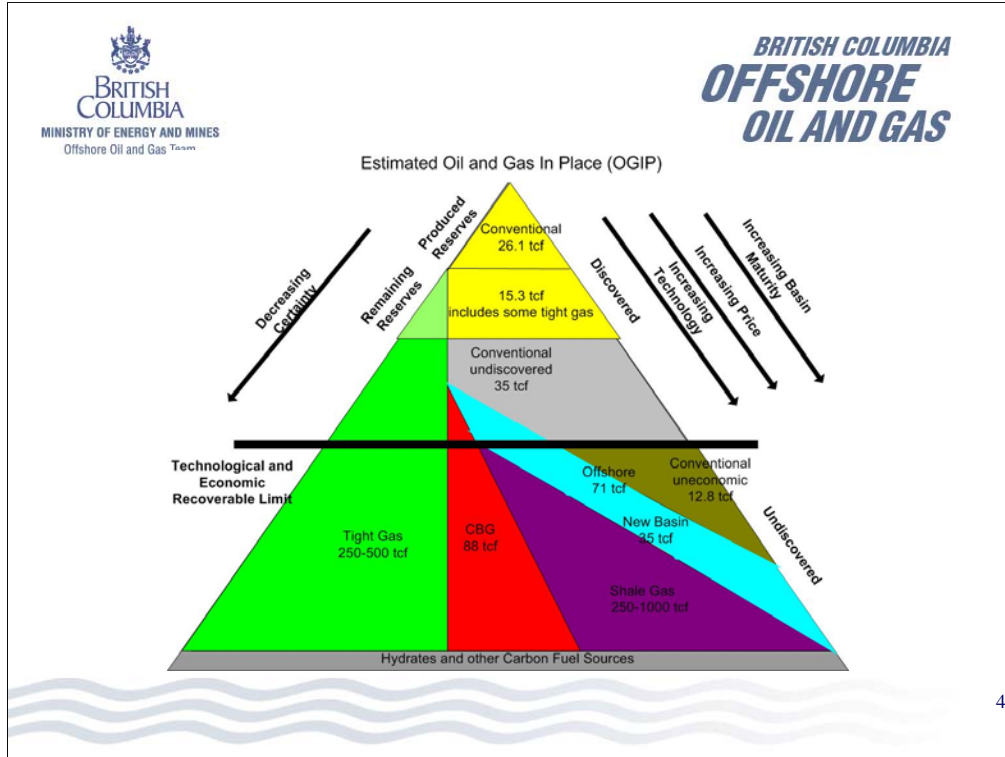 BRITISH
COLUMBIA
MINISTRY OF ENERGY AND MINES
Offshore Oil and Gas Team
BRITISH COLUMBIA
OFFSHORE
OIL AND GAS
Estimated Oil and Gas In Place (OGIP)
Decreasing
Certainty
Remaining
Reserves
Produced
Reserves
Conventional
26.1 tcf
15.3 tcf
includes some tight gas
Discovered
Increasing
Technology
Increasing Price
Increasing Basin
Maturity
Conventional
undiscovered
35 tcf
Technological and
Economic
Recoverable Limit
Offshore
71 tcf
Conventional
uneconomic
12.8 tcf
Undiscovered
Tight Gas
250-500 tcf
CBG
88 tcf
New Basin
35 tcf
Shale Gas
250-1000 tcf
Hydrates and other Carbon Fuel Sources
4